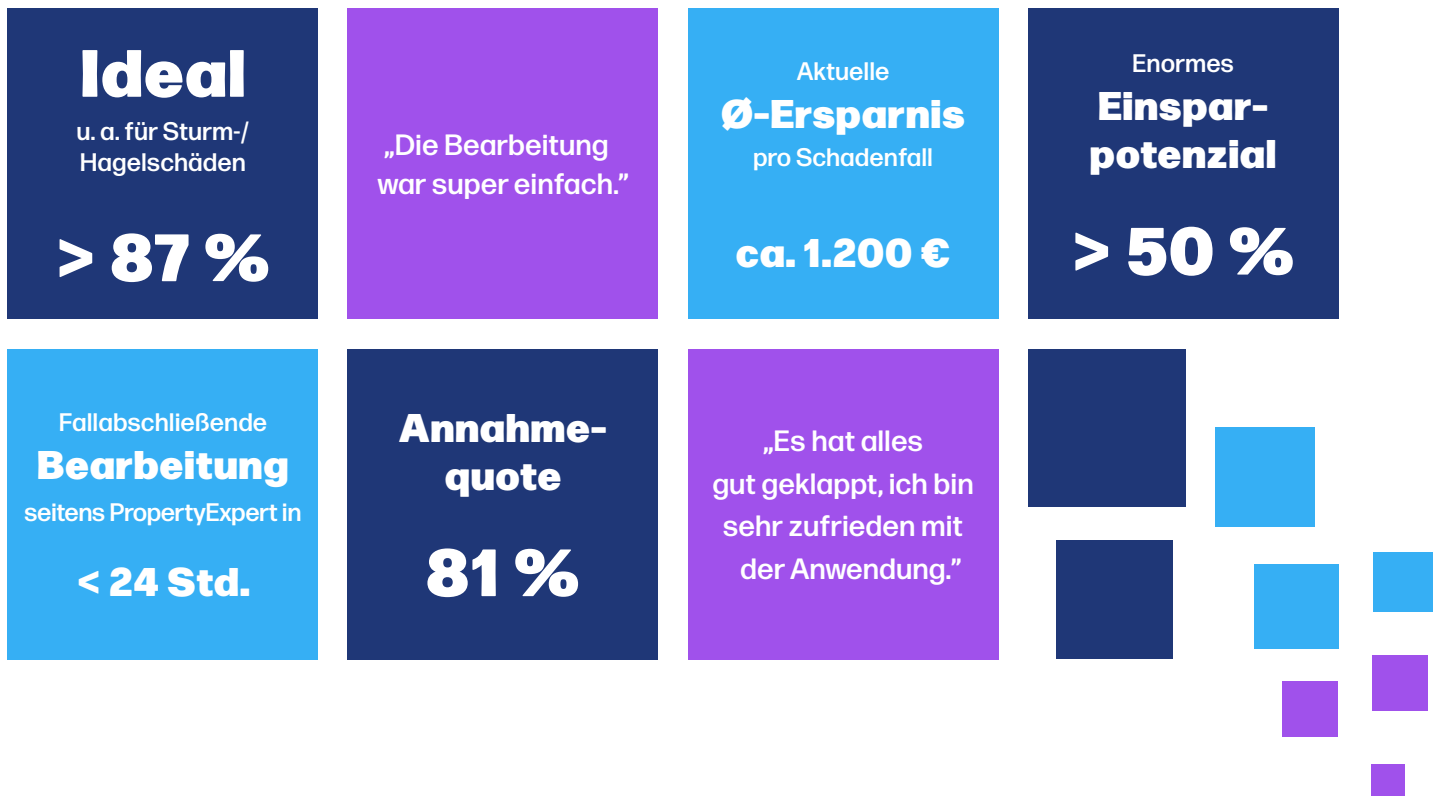 Ideal
u. a. für Sturm-/
Hagelschäden
> 87 %
„Die Bearbeitung
war super einfach.”
Aktuelle
Ø-Ersparnis
pro Schadenfall
ca. 1.200 €
Enormes
Einspar-
potenzial
> 50 %
Fallabschließende
Bearbeitung
seitens PropertyExpert in
< 24 Std.
Annahme-
quote
81 %
„Es hat alles
gut geklappt, ich bin
sehr zufrieden mit
der Anwendung.”